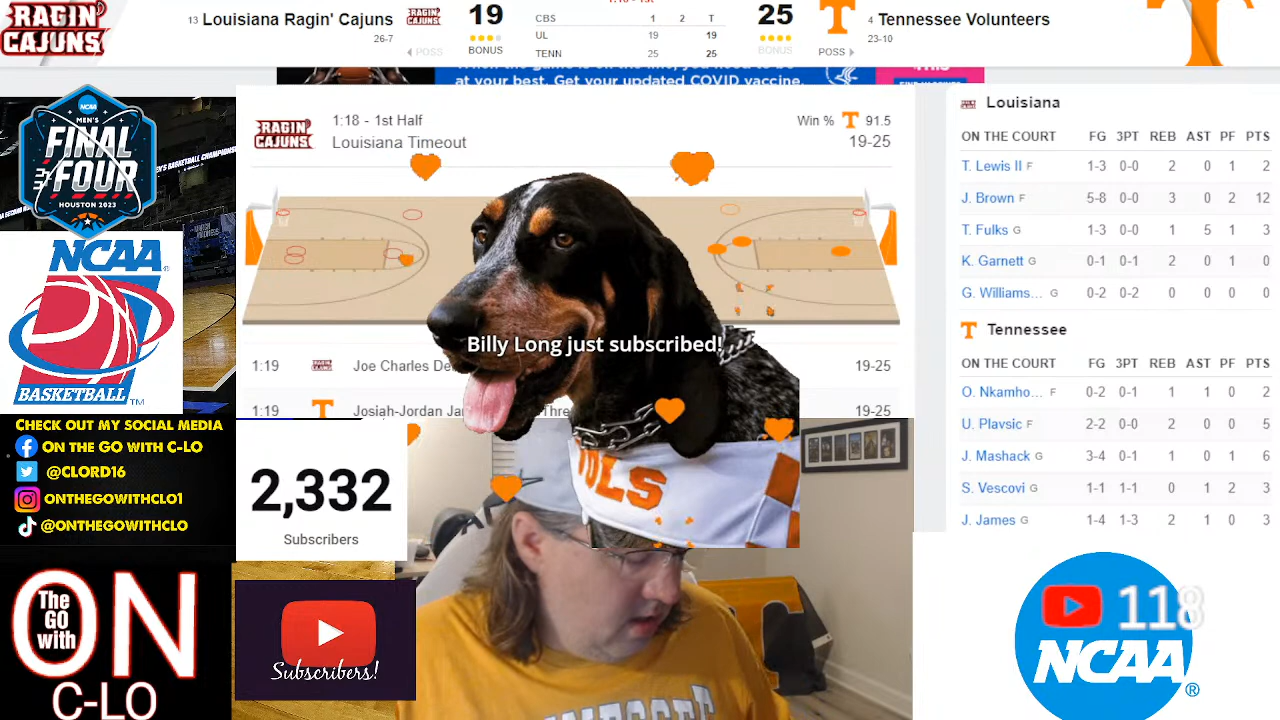 RAGIN' CAJUNS
13 Louisiana Ragin' Cajuns
26-7
RAGIN' CAJUNS
POSS
19
BONUS
CBS 1 2 T
UL 19 19
TENN 25 25
25
BONUS
POSS
T
4 Tennessee Volunteers
23-10
T
at your best. Get your updated COVID vaccine.
NCAA
MEN'S
FINAL
FOUR
HOUSTON 2023
NCAA
BASKETBALL™
CHECK OUT MY SOCIAL MEDIA
ON THE GO WITH C-LO
@CLORD16
ONTHEGOWITHCLO1
@ONTHEGOWITHCLO
The GO with ON
C-LO
RAGIN' CAJUNS
1:18 - 1st Half
Louisiana Timeout
Win % T 91.5
19-25
Billy Long just subscribed!
1:19 Joe Charles De
19-25
1:19 T Josiah-Jordan Ja Thre
19-25
VOLS
2,332
Subscribers
Subscribers!
Louisiana
ON THE COURT FG 3PT REB AST PF PTS
T. Lewis II F 1-3 0-0 2 0 1 2
J. Brown F 5-8 0-0 3 0 2 12
T. Fulks G 1-3 0-0 1 5 1 3
K. Garnett G 0-1 0-1 2 0 1 0
G. Williams... G 0-2 0-2 0 0 0 0
T Tennessee
ON THE COURT FG 3PT REB AST PF PTS
O. Nkamho... F 0-2 0-1 1 1 0 2
U. Plavsic F 2-2 0-0 2 0 0 5
J. Mashack G 3-4 0-1 1 0 1 6
S. Vescovi G 1-1 1-1 0 1 2 3
J. James G 1-4 1-3 2 1 0 3
118
NCAA®